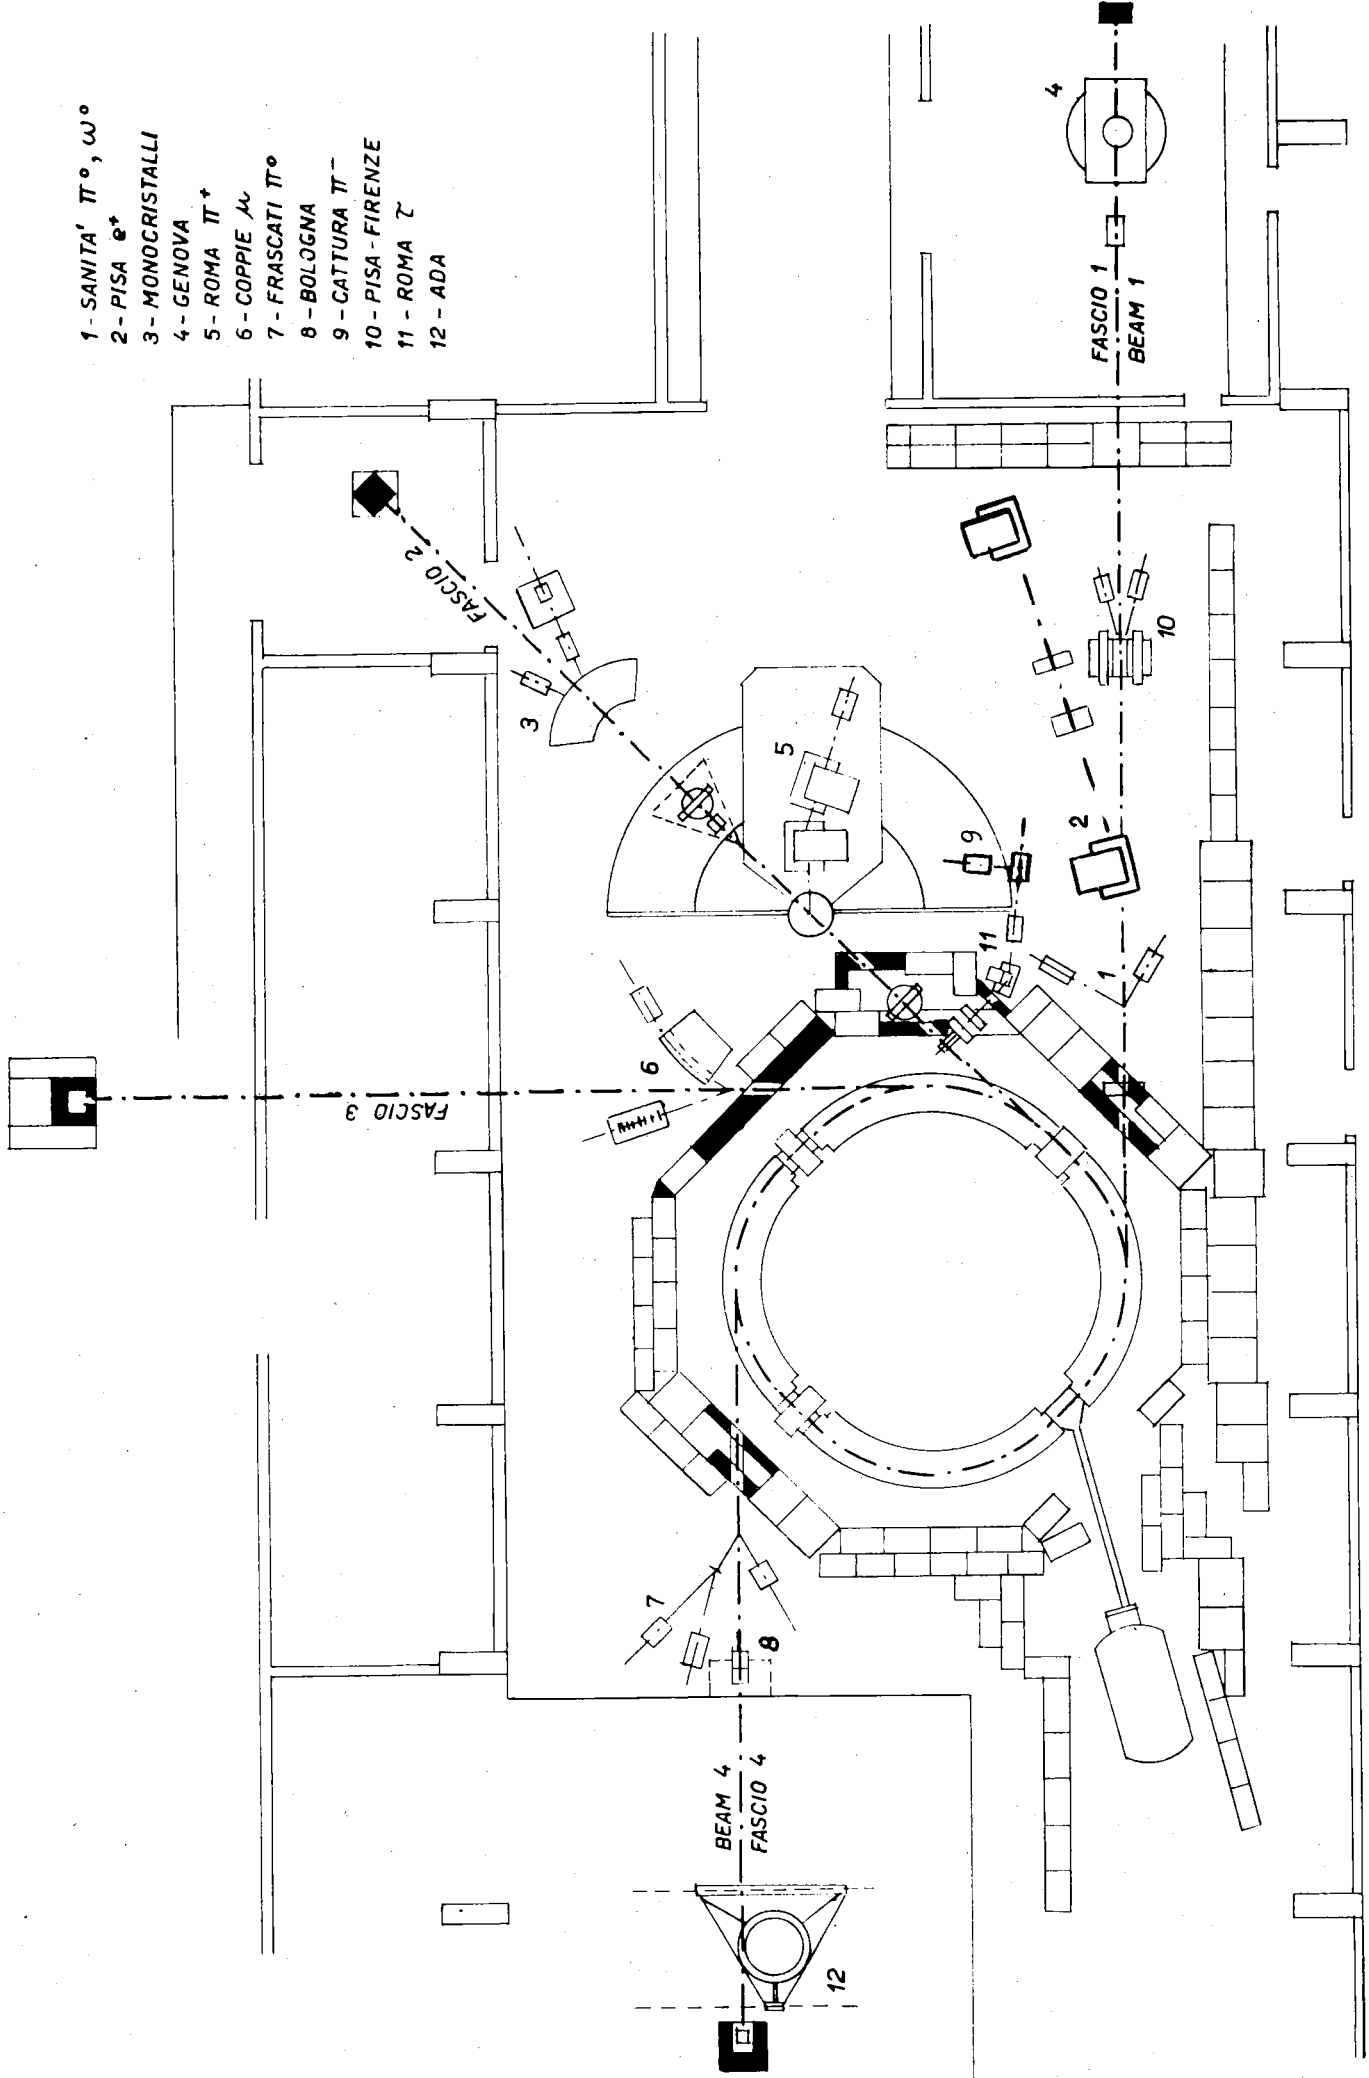 1 - SANITA' π°, ω°
2 - PISA e⁺
3 - MONOCRISTALLI
4 - GENOVA
5 - ROMA π⁺
6 - COPPIE μ
7 - FRASCATI π°
8 - BOLOGNA
9 - CATTURA π⁻
10 - PISA - FIRENZE
11 - ROMA τ
12 - ADA
FASCIO 3
FASCIO 2
3
6
5
7
8
BEAM 4
FASCIO 4
12
11
9
1
2
10
FASCIO 1
BEAM 1
4